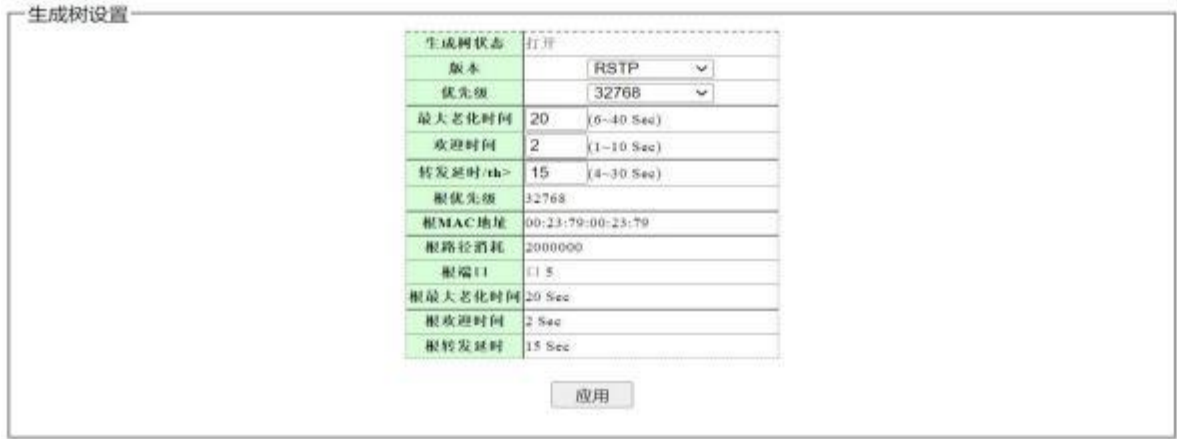 生成树设置
生成树状态 打开
版本 RSTP
优先级 32768
最大老化时间 20 (6~40 Sec)
欢迎时间 2 (1~10 Sec)
转发延时/th> 15 (4~30 Sec)
根优先级 32768
根MAC地址 00:23:79:00:23:79
根路径消耗 2000000
根端口 口 5
根最大老化时间 20 Sec
根欢迎时间 2 Sec
根转发延时 15 Sec
应用